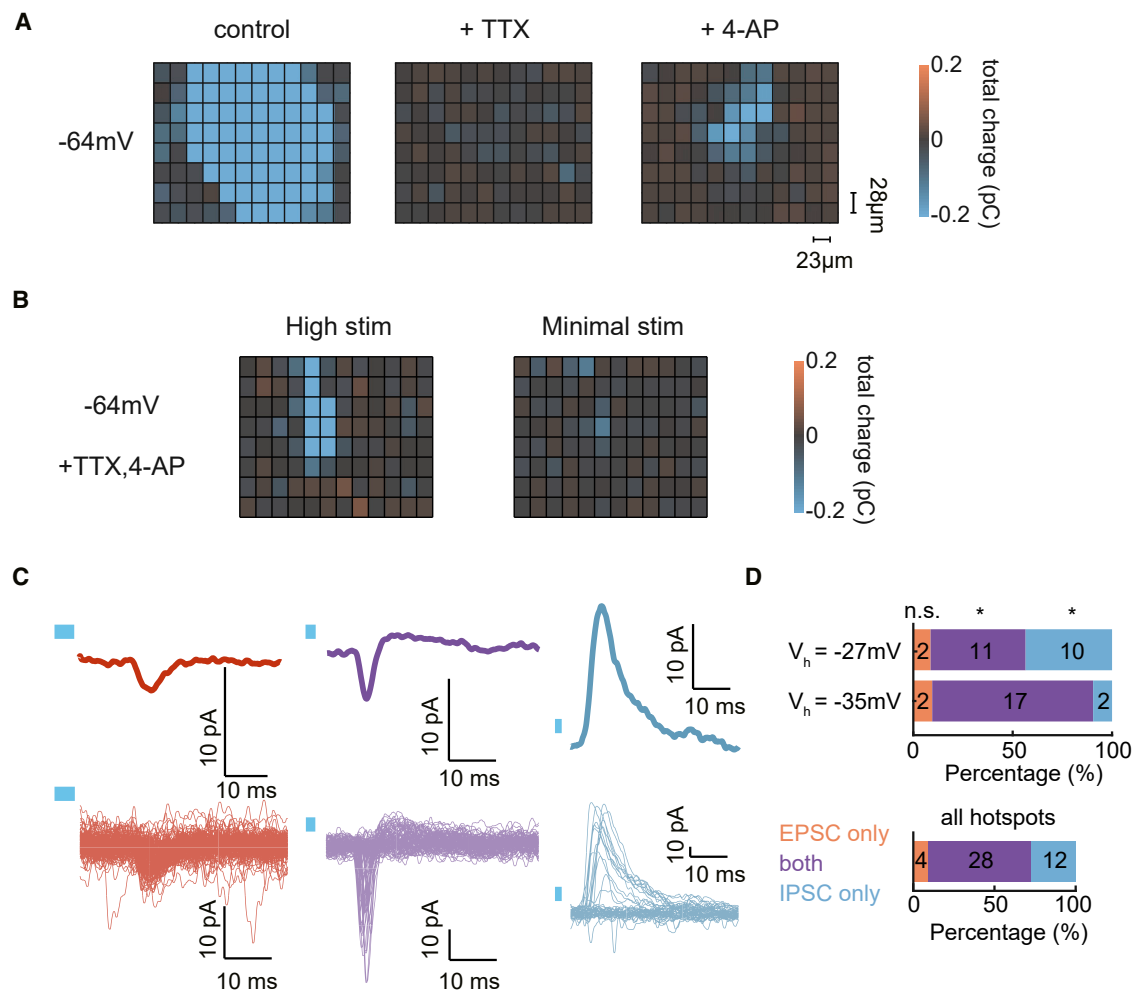 A
control
+ TTX
+ 4-AP
-64mV
0.2
0
-0.2
total charge (pC)
28µm
23µm
B
High stim
Minimal stim
-64mV
+TTX,4-AP
0.2
0
-0.2
total charge (pC)
C
10 pA
10 ms
10 pA
10 ms
10 pA
10 ms
10 pA
10 ms
10 pA
10 ms
10 pA
10 ms
D
n.s. * *
Vh = -27mV
2 11 10
Vh = -35mV
2 17 2
0 50 100
Percentage (%)
all hotspots
EPSC only
both
IPSC only
4 28 12
0 50 100
Percentage (%)